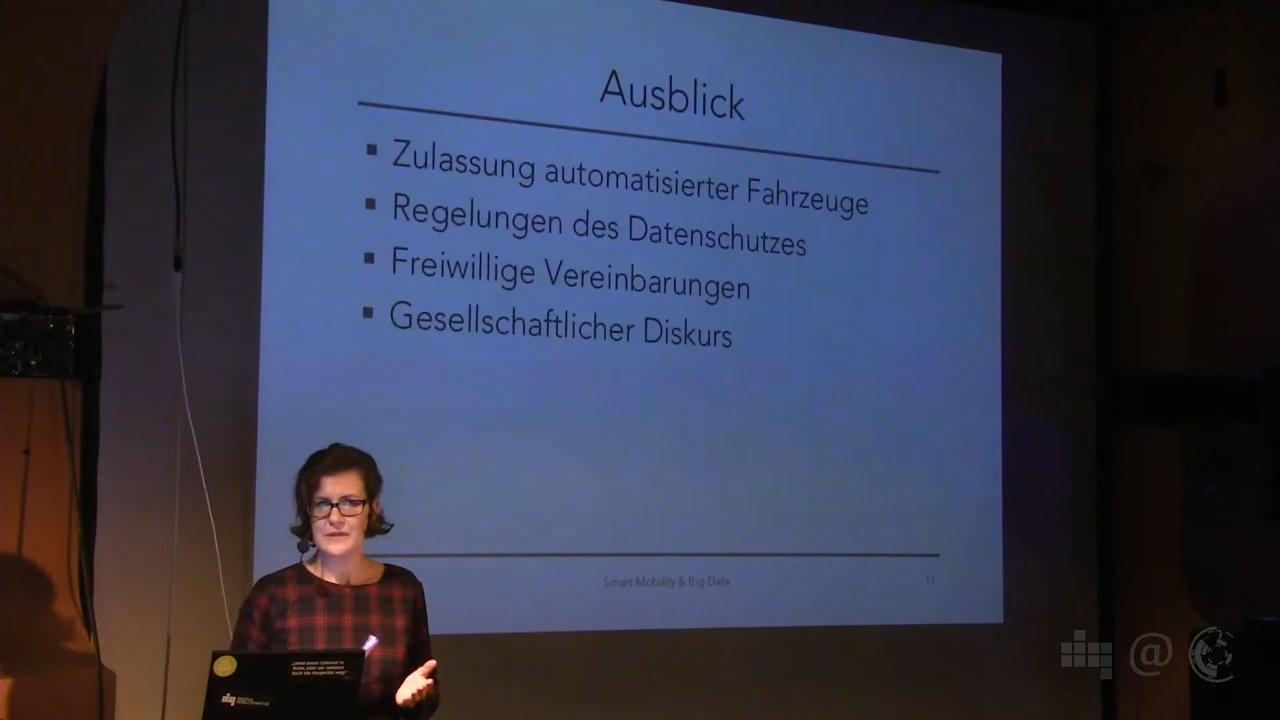 Ausblick
Zulassung automatisierter Fahrzeuge
Regelungen des Datenschutzes
Freiwillige Vereinbarungen
Gesellschaftlicher Diskurs
Smart Mobility & Big Data
11
@